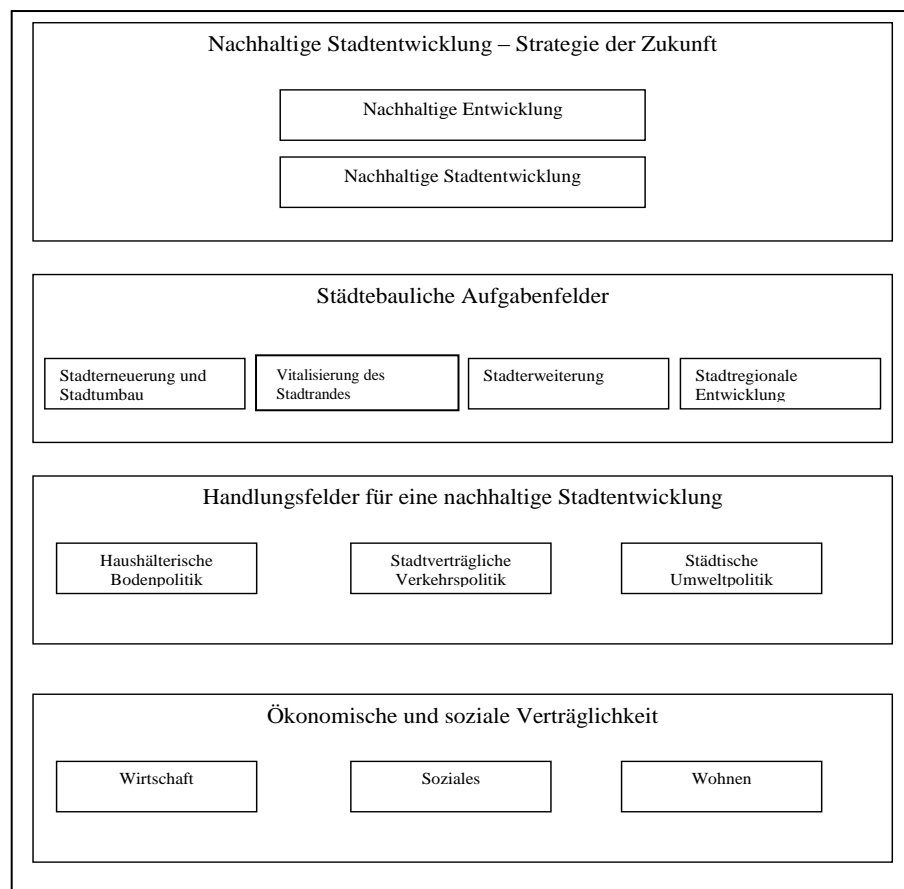 Nachhaltige Stadtentwicklung – Strategie der Zukunft
Nachhaltige Entwicklung
Nachhaltige Stadtentwicklung
Städtebauliche Aufgabenfelder
Stadterneuerung und
Stadtumbau
Vitalisierung des
Stadtrandes
Stadterweiterung
Stadtregionale
Entwicklung
Handlungsfelder für eine nachhaltige Stadtentwicklung
Haushälterische
Bodenpolitik
Stadtverträgliche
Verkehrspolitik
Städtische
Umweltpolitik
Ökonomische und soziale Verträglichkeit
Wirtschaft
Soziales
Wohnen